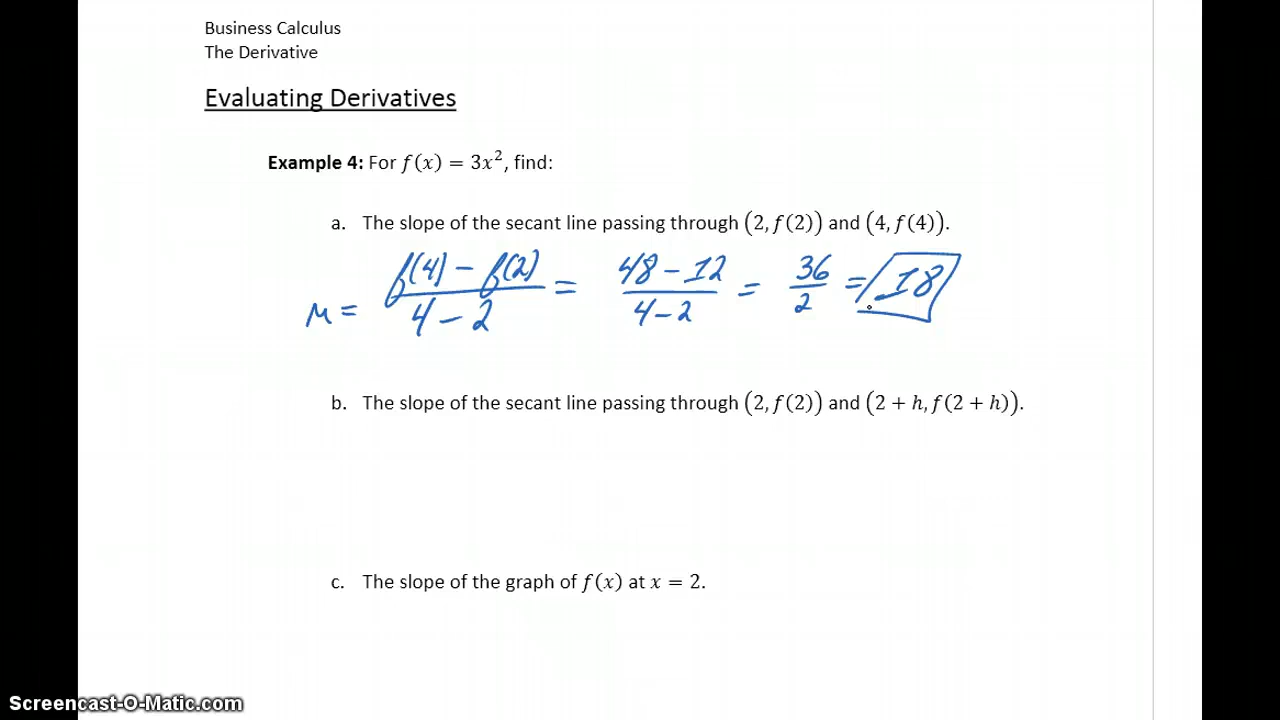 Business Calculus
The Derivative
Evaluating Derivatives
Example 4: For f(x) = 3x², find:
a. The slope of the secant line passing through (2, f(2)) and (4, f(4)).
M = f(4) - f(2) / 4 - 2 = 48 - 12 / 4 - 2 = 36 / 2 = 18
b. The slope of the secant line passing through (2, f(2)) and (2 + h, f(2 + h)).
c. The slope of the graph of f(x) at x = 2.
Screencast-O-Matic.com